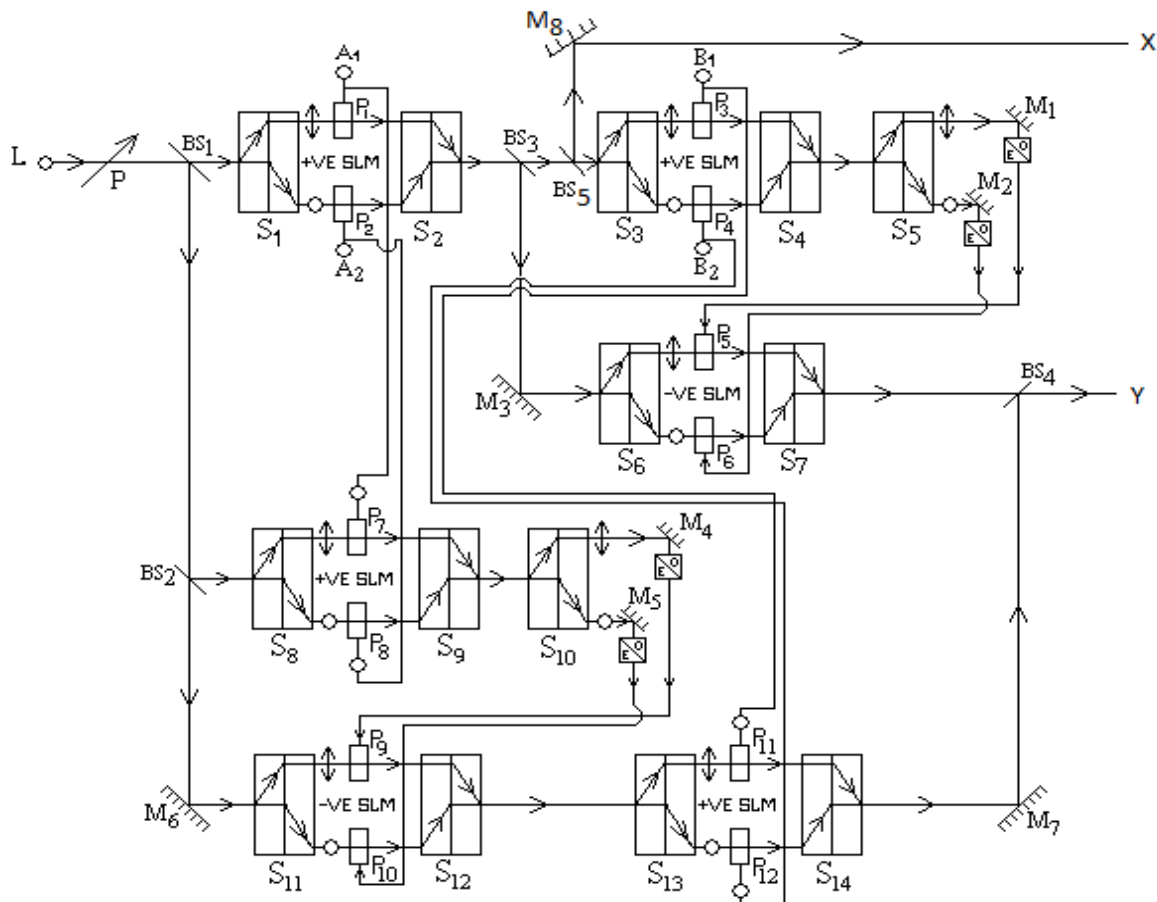 M8
X
A1
B1
P1
P3
M1
L
P
BS1
+VE SLM
BS3
BS5
+VE SLM
E O
M2
P2
P4
S1
S2
S3
S4
S5
A2
B2
E O
P5
M3
-VE SLM
BS4
Y
P6
S6
S7
P7
M4
BS2
+VE SLM
E O
M5
P8
S8
S9
S10
E O
P9
P11
M6
-VE SLM
+VE SLM
M7
P10
P12
S11
S12
S13
S14